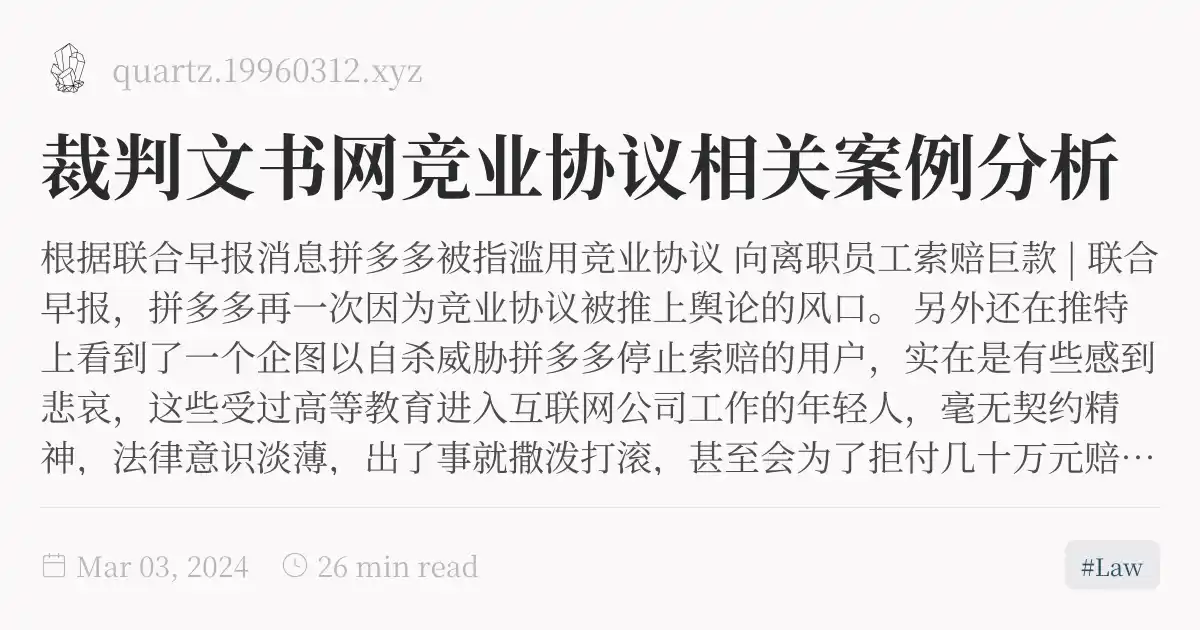 quartz.19960312.xyz
裁判文书网竞业协议相关案例分析
根据联合早报消息拼多多被指滥用竞业协议 向离职员工索赔巨款 | 联合
早报，拼多多再一次因为竞业协议被推上舆论的风口。 另外还在推特
上看到了一个企图以自杀威胁拼多多停止索赔的用户，实在是有些感到
悲哀，这些受过高等教育进入互联网公司工作的年轻人，毫无契约精
神，法律意识淡薄，出了事就撒泼打滚，甚至会为了拒付几十万元赔…
Mar 03, 2024 26 min read #Law